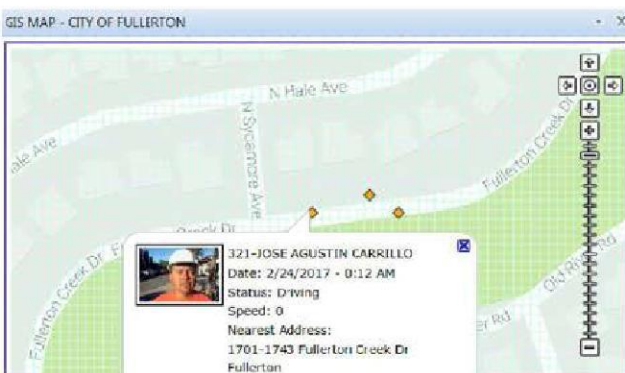 GIS MAP - CITY OF FULLERTON
N Hale Ave
ale Ave
N Sycamore Ave
Fullerton Creek Dr
Creek Dr
Fullerton Creek Dr
F
Old River Rd
er Rd
321-JOSE AGUSTIN CARRILLO
Date: 2/24/2017 - 0:12 AM
Status: Driving
Speed: 0
Nearest Address:
1701-1743 Fullerton Creek Dr
Fullerton